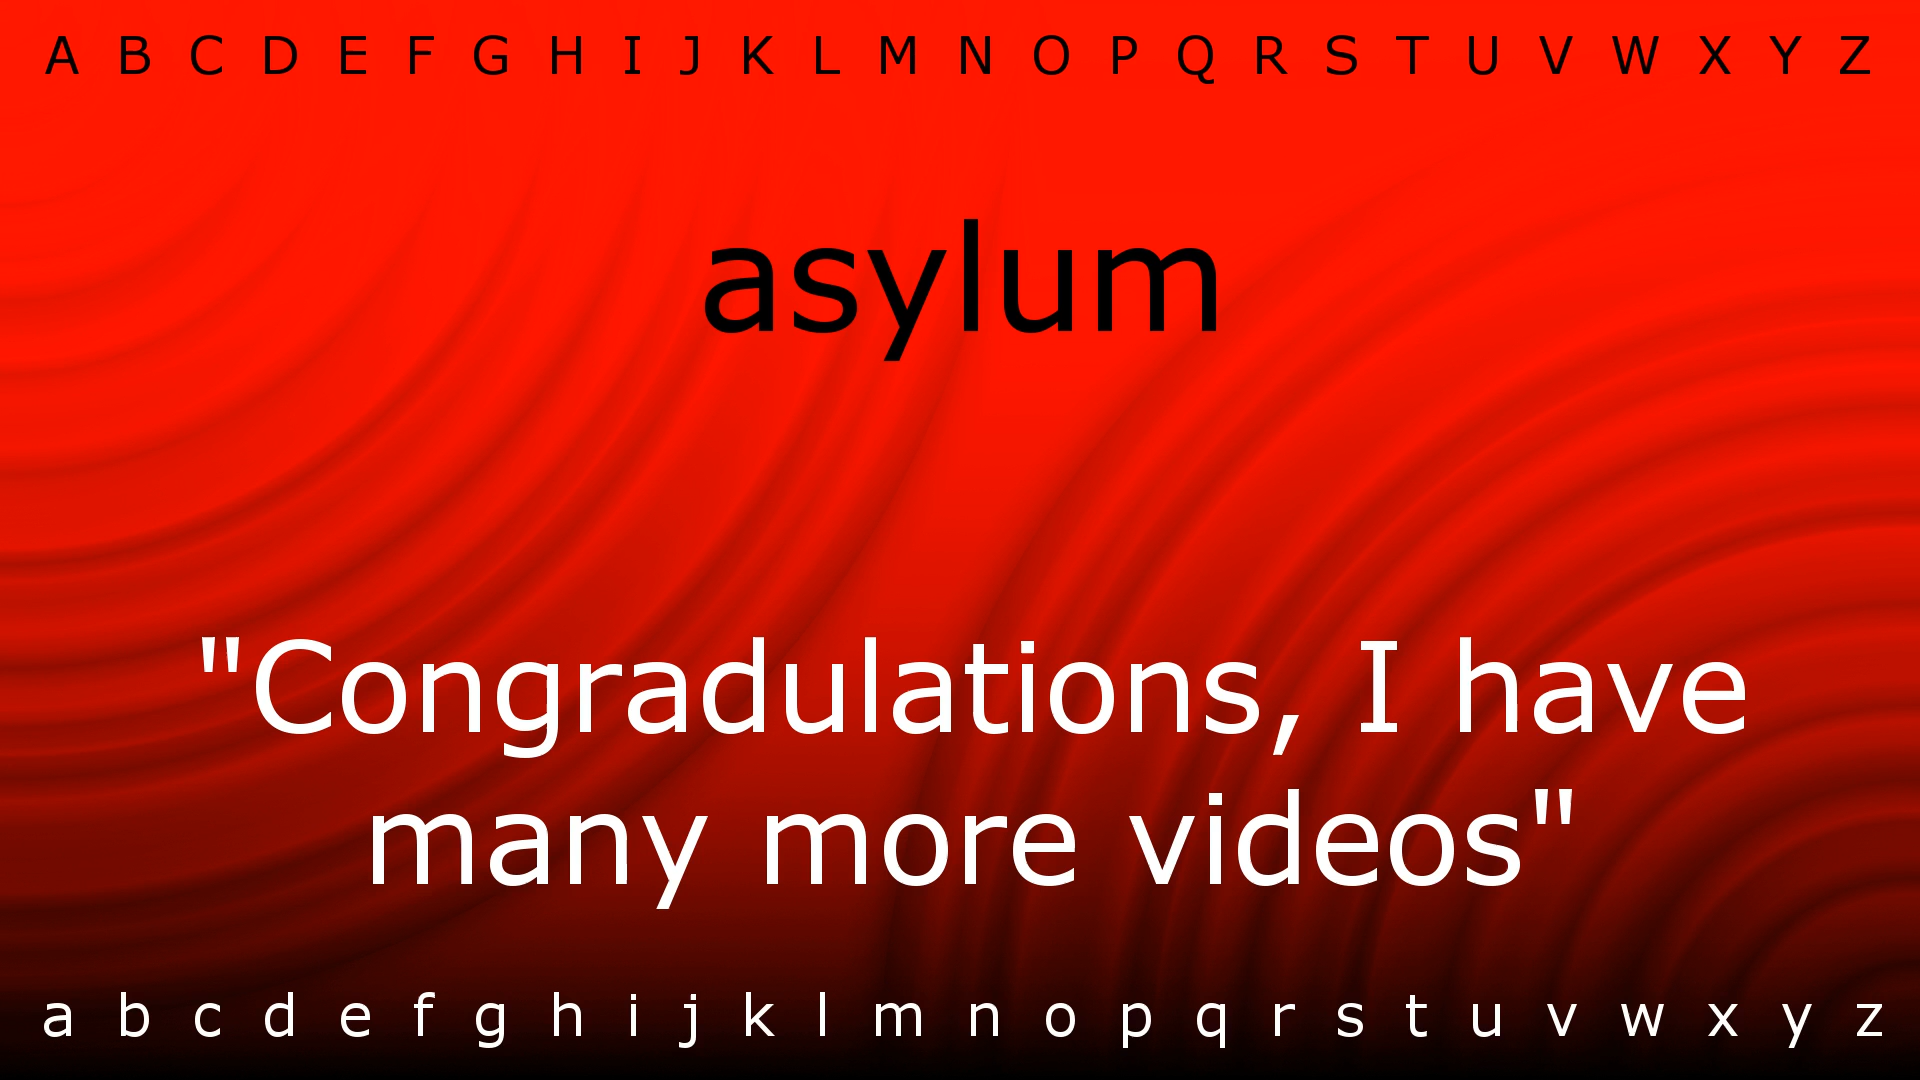 A B C D E F G H I J K L M N O P Q R S T U V W X Y Z
asylum
"Congradulations, I have
many more videos"
a b c d e f g h i j k l m n o p q r s t u v w x y z